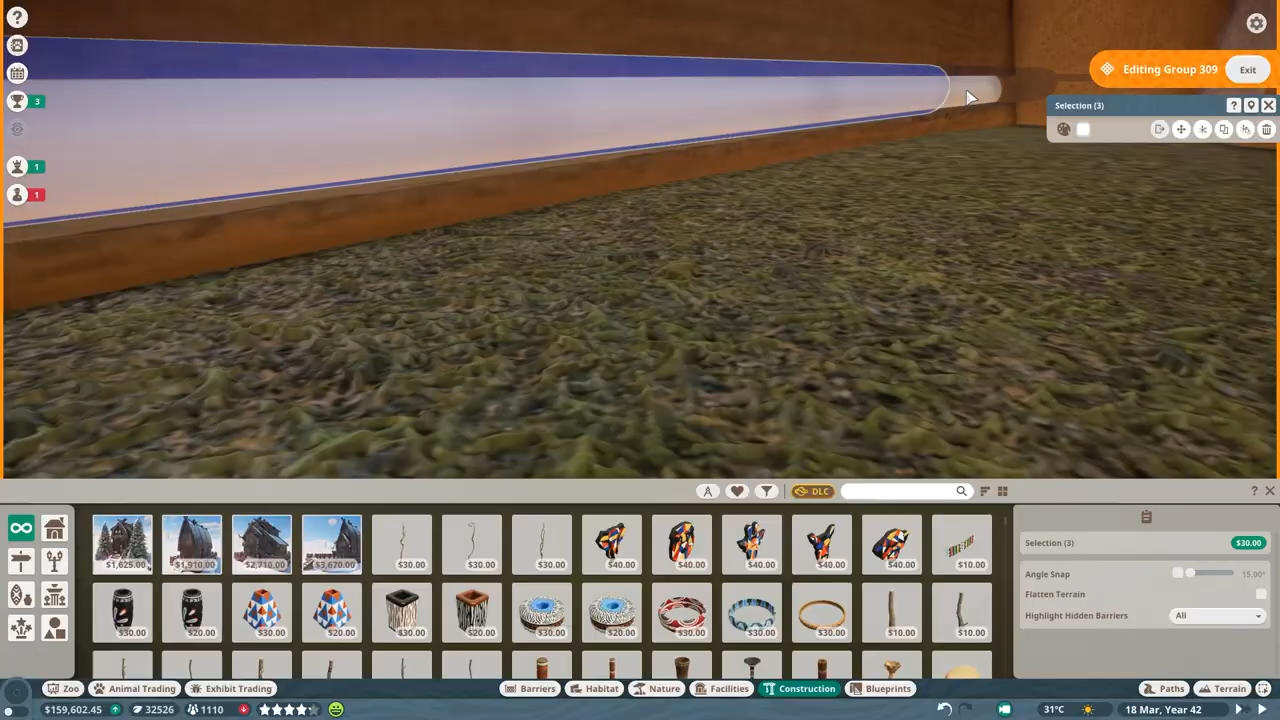 ?
Editing Group 309
Exit
3
Selection (3)
?
1
1
DLC
?
$1,625.00
$1,910.00
$2,710.00
$3,670.00
$30.00
$30.00
$30.00
$40.00
$40.00
$40.00
$40.00
$40.00
$10.00
$30.00
$20.00
$30.00
$20.00
$30.00
$20.00
$30.00
$20.00
$30.00
$30.00
$30.00
$10.00
$10.00
Selection (3)
$30.00
Angle Snap
15.00°
Flatten Terrain
Highlight Hidden Barriers
All
Zoo
Animal Trading
Exhibit Trading
Barriers
Habitat
Nature
Facilities
Construction
Blueprints
Paths
Terrain
$159,602.45
32526
1110
31°C
18 Mar, Year 42